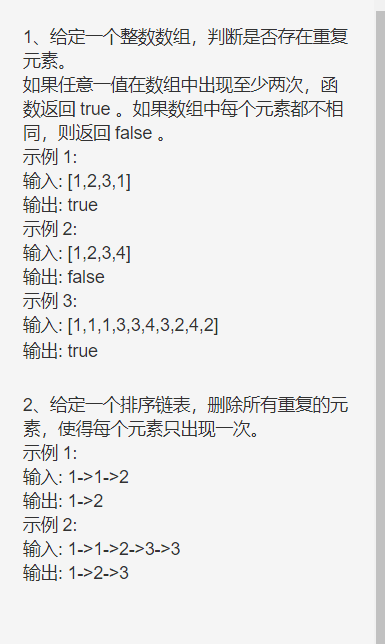 1、给定一个整数数组，判断是否存在重复
元素。
如果任意一值在数组中出现至少两次，函
数返回 true 。如果数组中每个元素都不相
同，则返回 false 。
示例 1:
输入: [1,2,3,1]
输出: true
示例 2:
输入: [1,2,3,4]
输出: false
示例 3:
输入: [1,1,1,3,3,4,3,2,4,2]
输出: true
2、给定一个排序链表，删除所有重复的元
素，使得每个元素只出现一次。
示例 1:
输入: 1->1->2
输出: 1->2
示例 2:
输入: 1->1->2->3->3
输出: 1->2->3